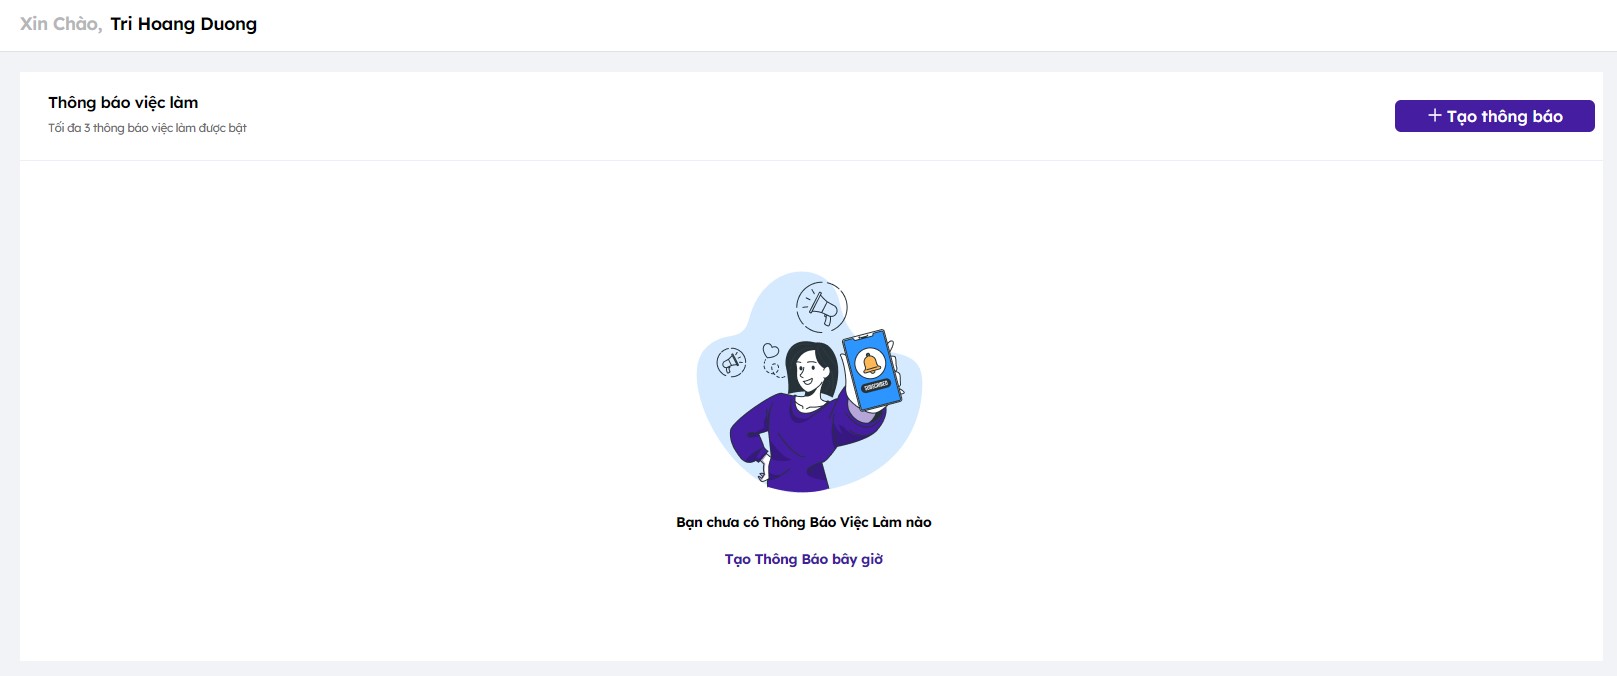 Xin Chào, Tri Hoang Duong
Thông báo việc làm
Tối đa 3 thông báo việc làm được bật
+ Tạo thông báo
SUBSCRIBED
Bạn chưa có Thông Báo Việc Làm nào
Tạo Thông Báo bây giờ